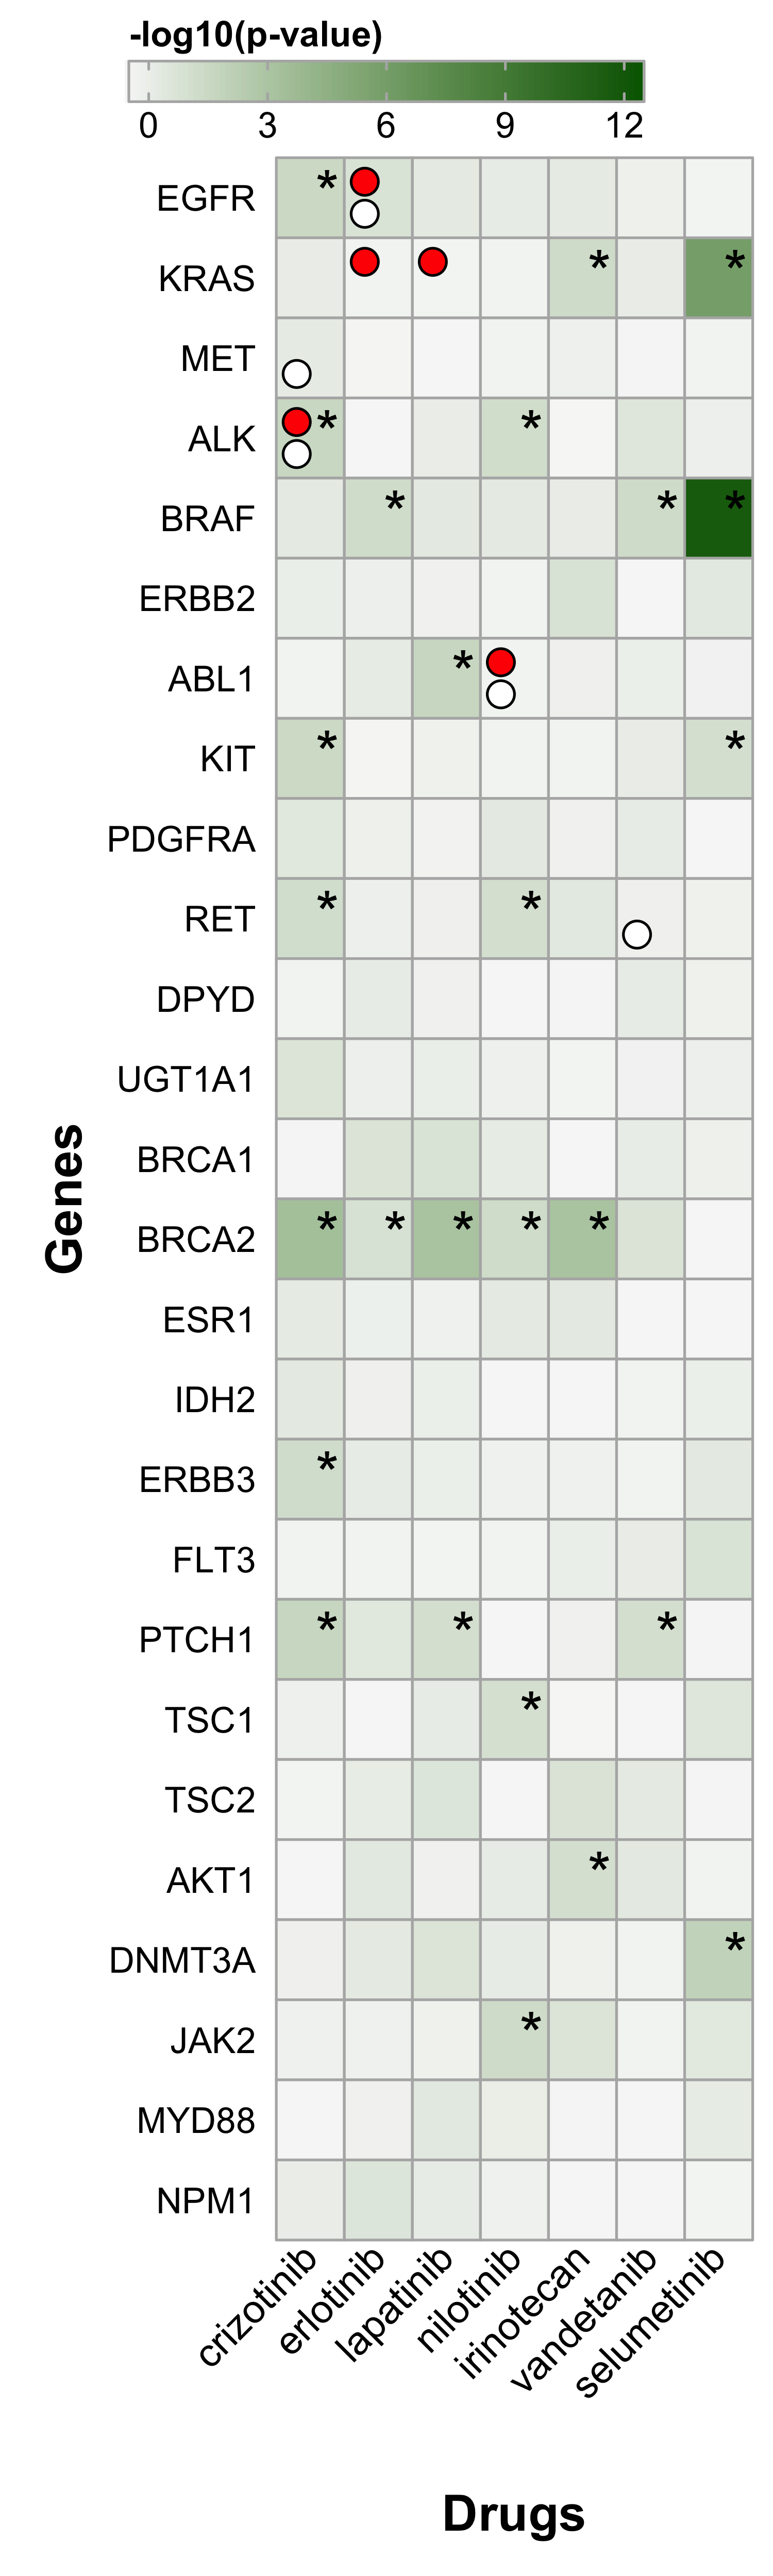 -log10(p-value)
0 3 6 9 12
EGFR * 
KRAS * *
MET
ALK * *
BRAF * * *
ERBB2
ABL1 *
KIT * *
PDGFRA
RET * *
DPYD
UGT1A1
BRCA1
BRCA2 * * * * *
ESR1
IDH2
ERBB3 *
FLT3
PTCH1 * * *
TSC1 *
TSC2
AKT1 *
DNMT3A *
JAK2 *
MYD88
NPM1
Genes
crizotinib
erlotinib
lapatinib
nilotinib
irinotecan
vandetanib
selumetinib
Drugs